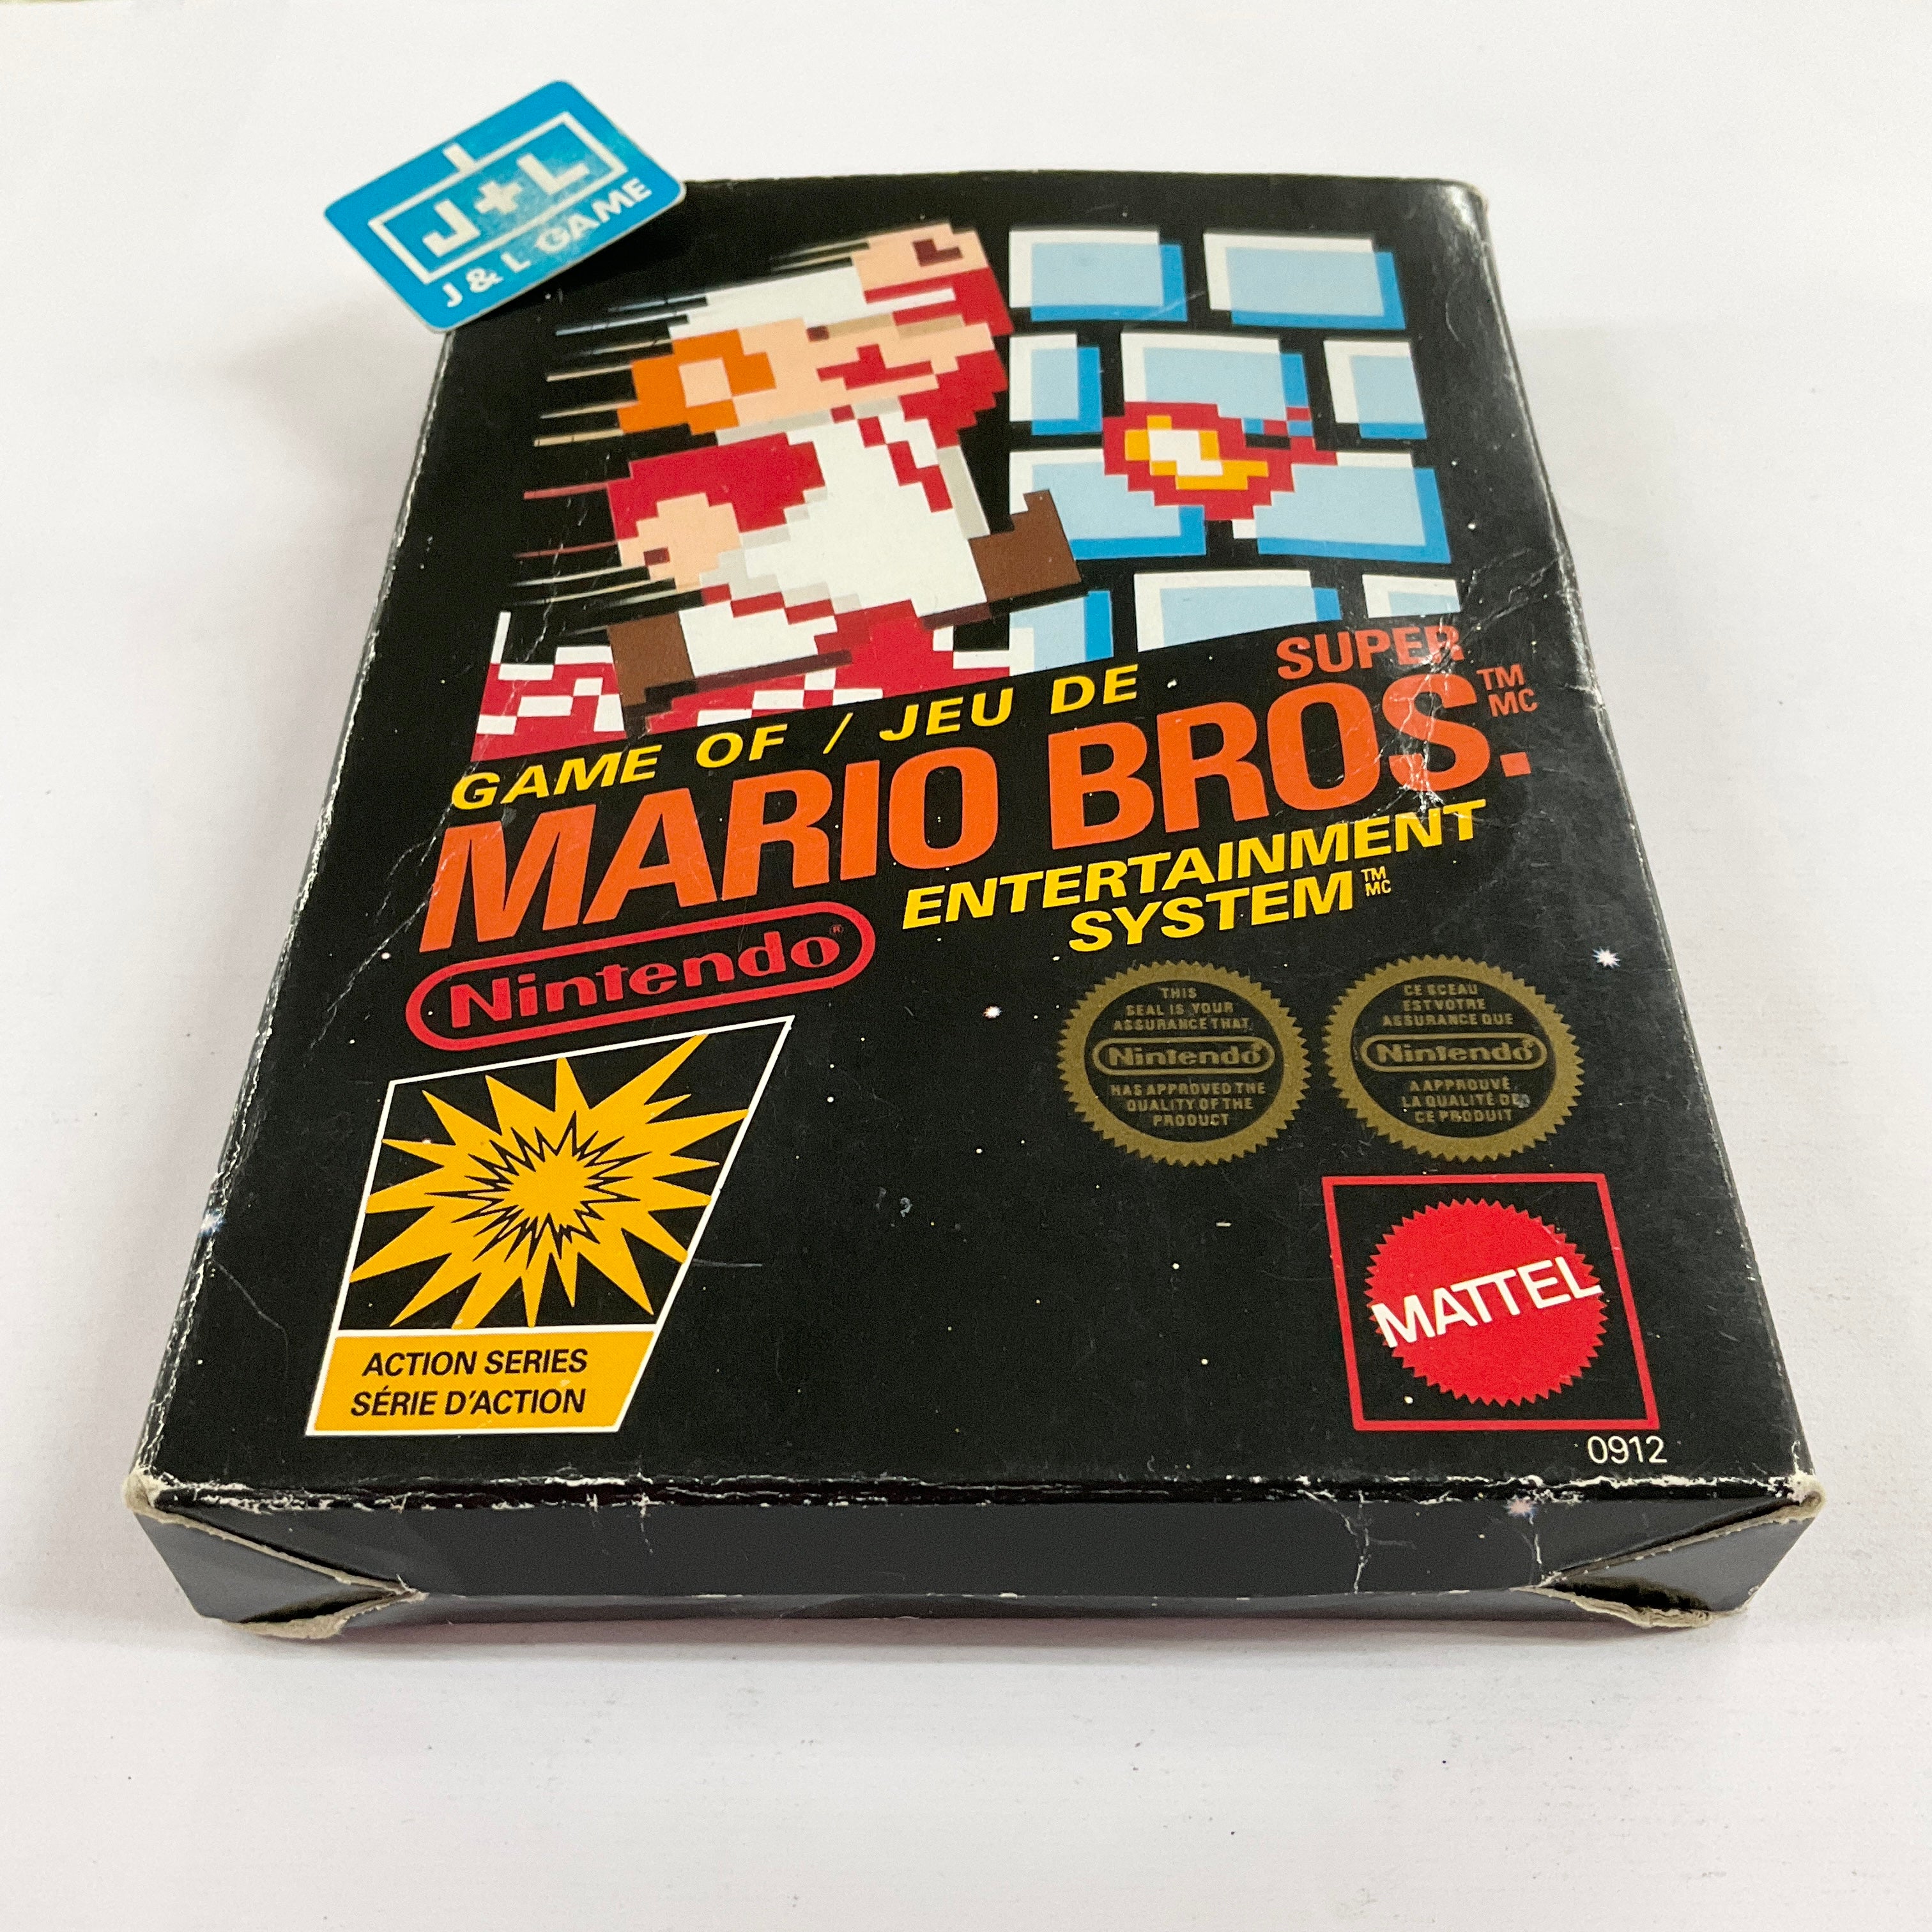 J+L
J & L GAME
GAME OF / JEU DE
SUPER
MARIO BROS.™ MC
ENTERTAINMENT
SYSTEM™ MC
Nintendo®
THIS
SEAL IS YOUR
ASSURANCE THAT
Nintendo®
HAS APPROVED THE
QUALITY OF THE
PRODUCT
CE SCEAU
EST VOTRE
ASSURANCE QUE
Nintendo®
A APPROUVÉ
LA QUALITÉ DE
CE PRODUIT
ACTION SERIES
SÉRIE D'ACTION
MATTEL
0912